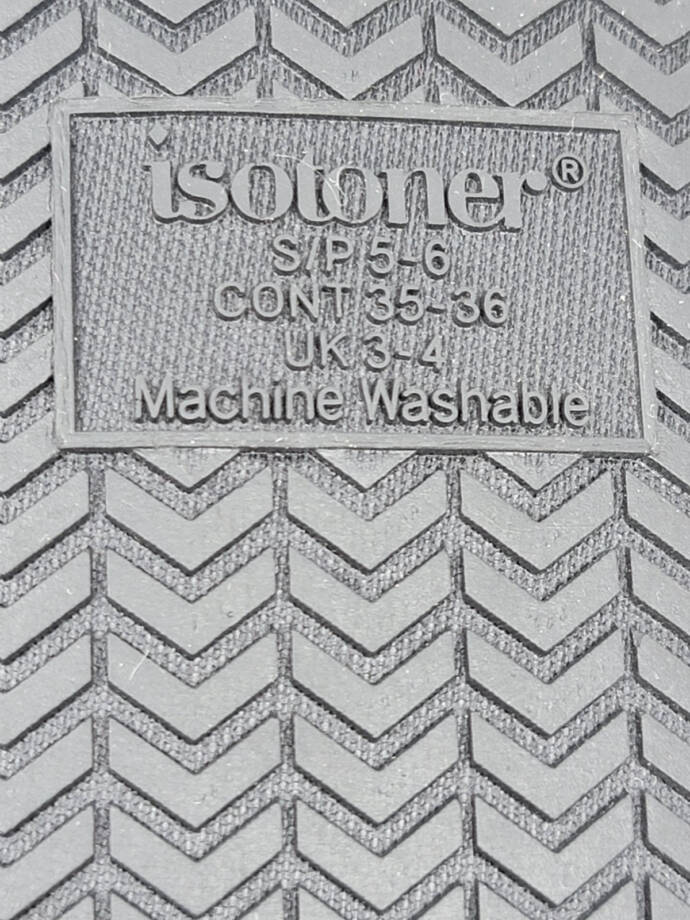 isotoner®
S/P 5-6
CONT 35-36
UK 3-4
Machine Washable